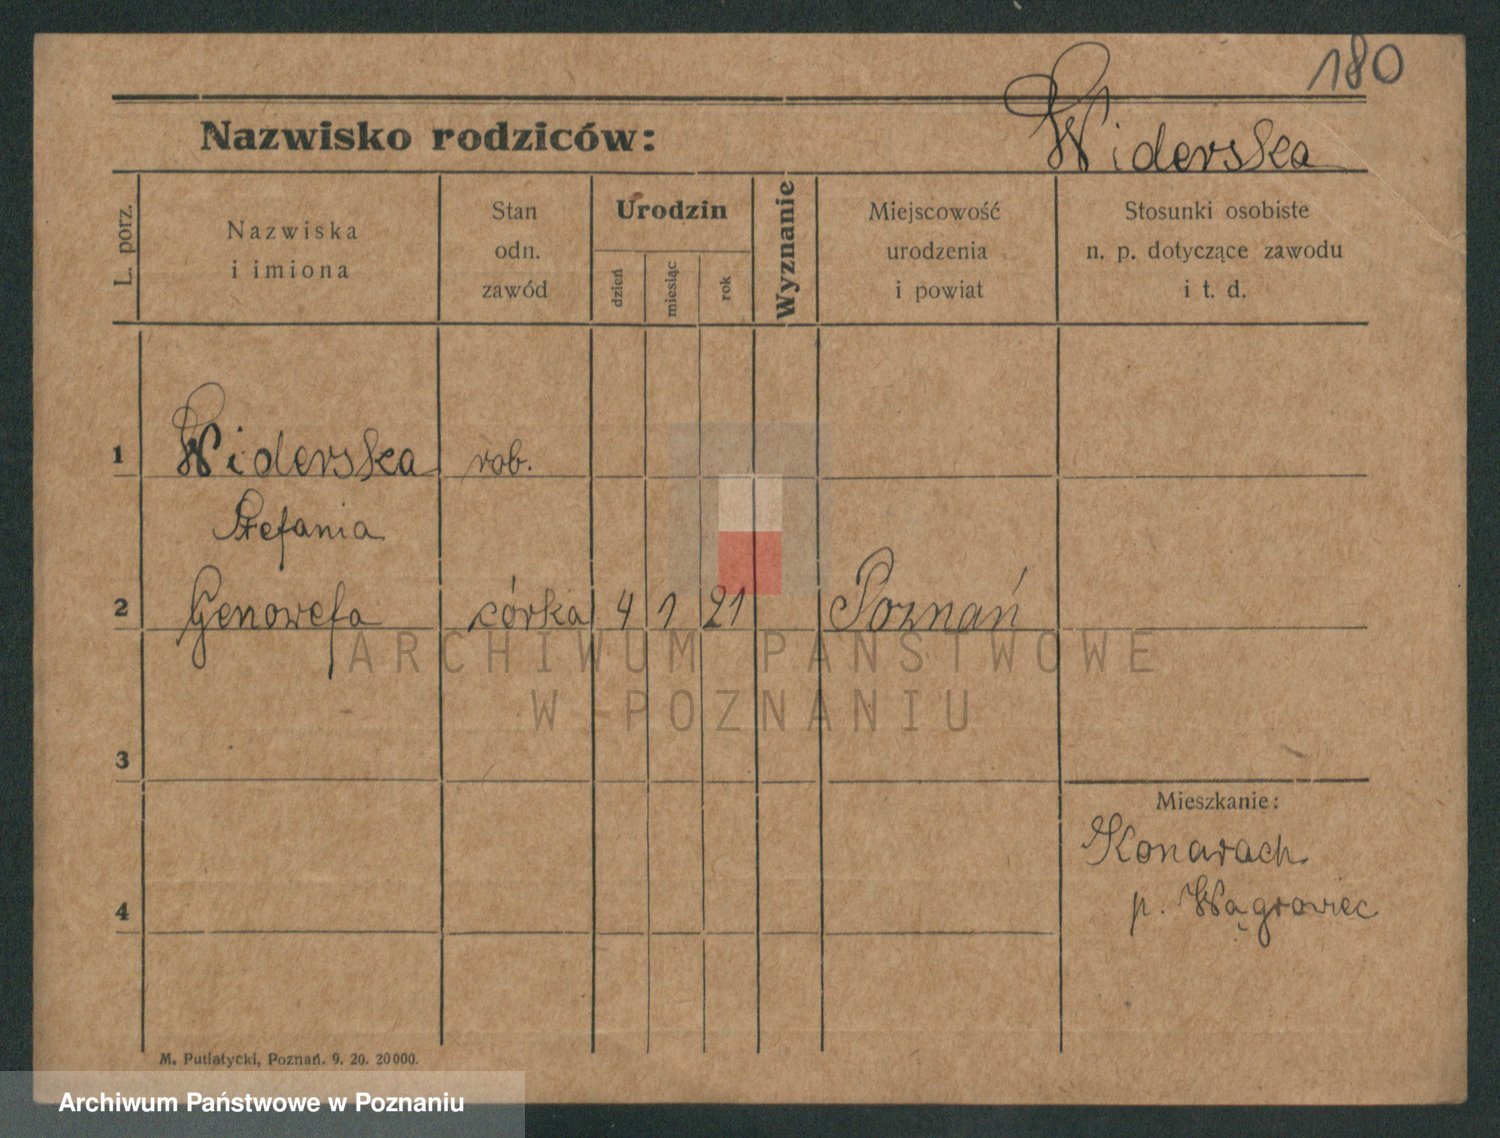 180
Nazwisko rodziców: Widerska
L. porz.
Nazwiska
i imiona
Stan
odn.
zawód
Urodzin
dzień
miesiąc
rok
Wyznanie
Miejscowość
urodzenia
i powiat
Stosunki osobiste
n. p. dotyczące zawodu
i t. d.
1 Widerska rob.
Stefania
2 Genowefa córka 4 1 21 Poznań
ARCHIWUM PAŃSTWOWE
W POZNANIU
3
Mieszkanie:
Konarach
p. Wągrowiec
4
M. Putiatycki, Poznań. 9. 20. 20000.
Archiwum Państwowe w Poznaniu